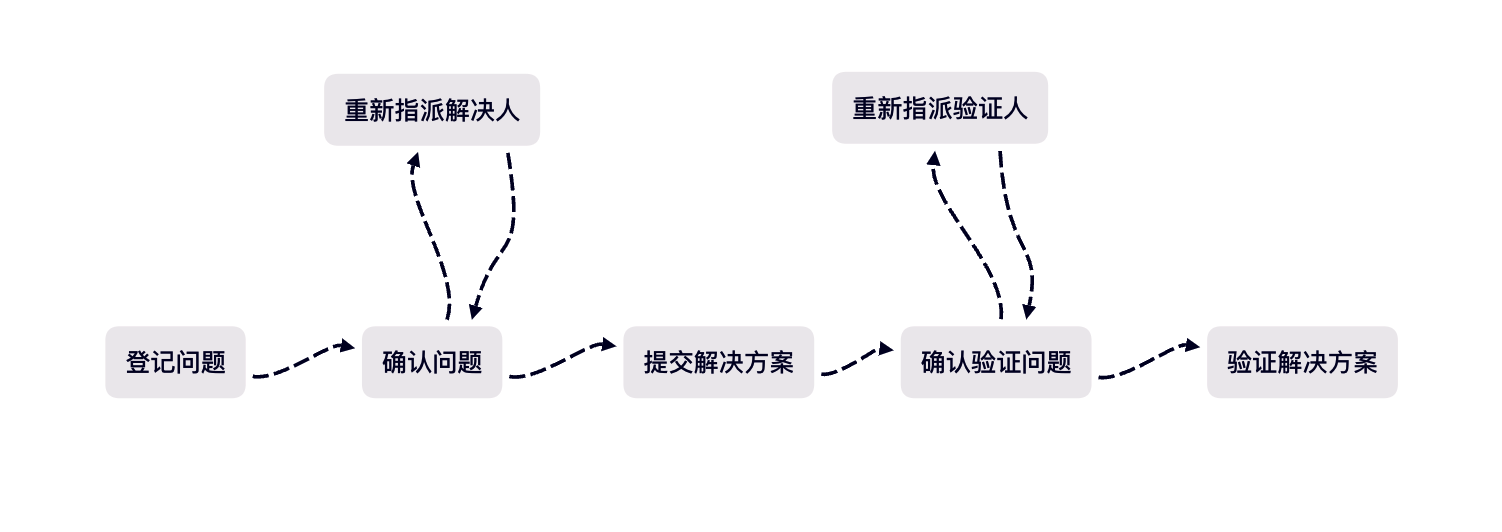 重新指派解决人
重新指派验证人
登记问题
确认问题
提交解决方案
确认验证问题
验证解决方案